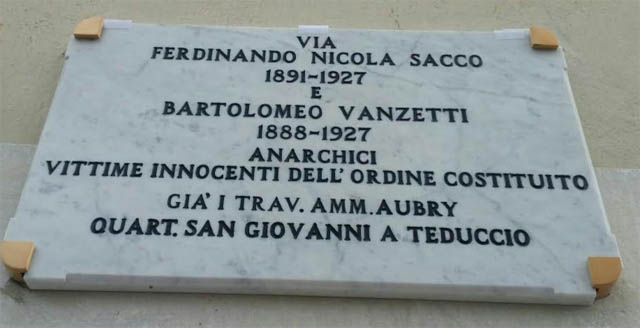 VIA
FERDINANDO NICOLA SACCO
1891-1927
E
BARTOLOMEO VANZETTI
1888-1927
ANARCHICI
VITTIME INNOCENTI DELL' ORDINE COSTITUITO
GIA' I TRAV. AMM. AUBRY
QUART. SAN GIOVANNI A TEDUCCIO